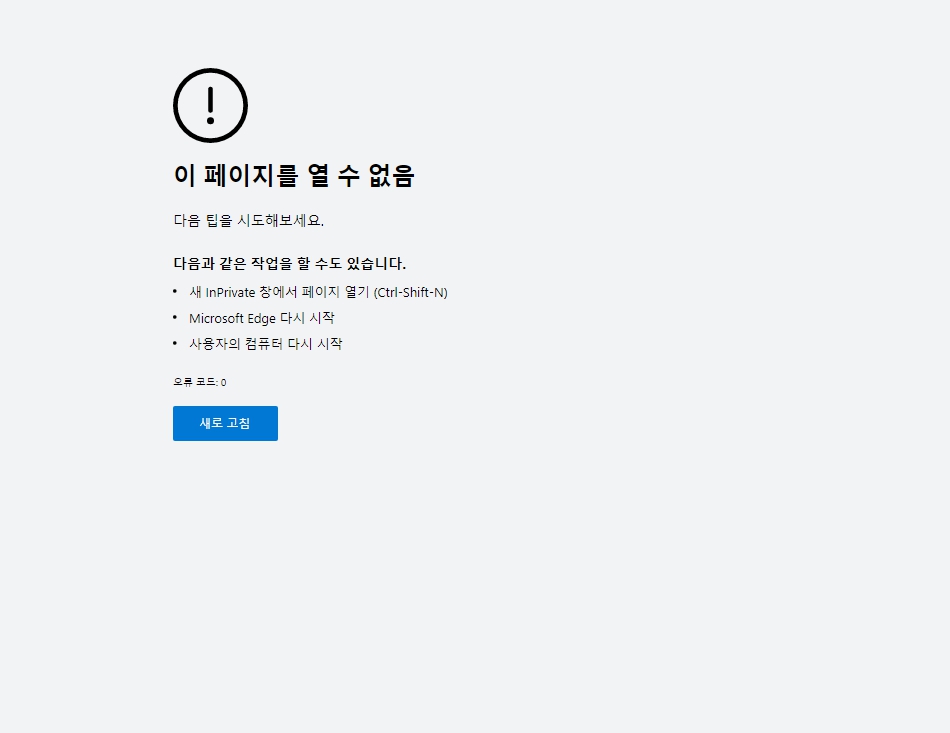 이 페이지를 열 수 없음
다음 팁을 시도해보세요.
다음과 같은 작업을 할 수도 있습니다.
• 새 InPrivate 창에서 페이지 열기 (Ctrl-Shift-N)
• Microsoft Edge 다시 시작
• 사용자의 컴퓨터 다시 시작
오류 코드: 0
새로 고침